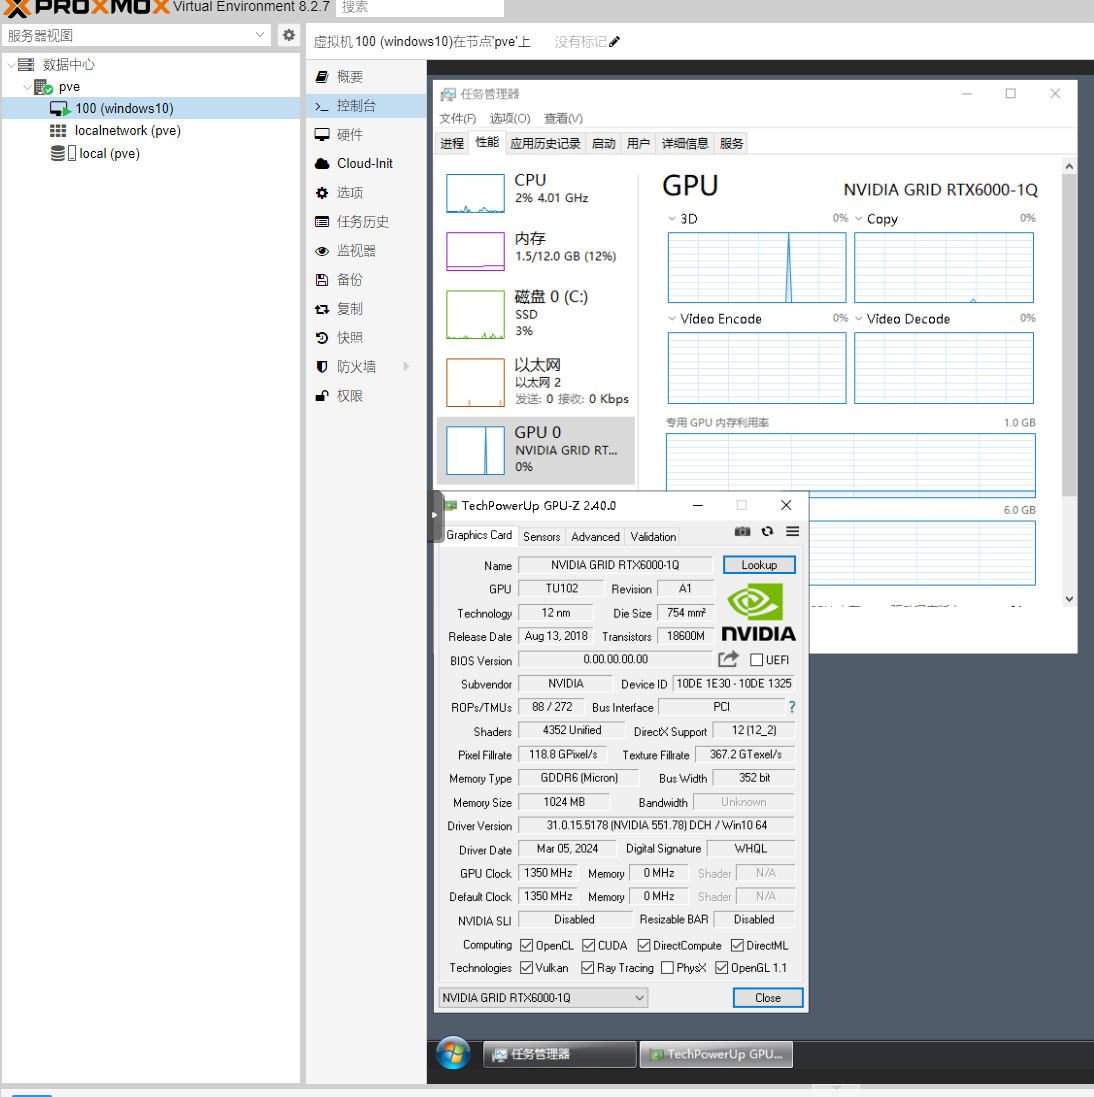 PROXMOX Virtual Environment 8.2.7 搜索
服务器视图
虚拟机 100 (windows10)在节点'pve'上 没有标记
数据中心
pve
100 (windows10)
localnetwork (pve)
local (pve)
概要
控制台
硬件
Cloud-Init
选项
任务历史
监视器
备份
复制
快照
防火墙
权限
任务管理器
文件(F) 选项(O) 查看(V)
进程 性能 应用历史记录 启动 用户 详细信息 服务
CPU
2% 4.01 GHz
内存
1.5/12.0 GB (12%)
磁盘 0 (C:)
SSD
3%
以太网
以太网 2
发送: 0 接收: 0 Kbps
GPU 0
NVIDIA GRID RT...
0%
GPU NVIDIA GRID RTX6000-1Q
3D 0% Copy 0%
Video Encode 0% Video Decode 0%
专用 GPU 内存利用率 1.0 GB
6.0 GB
TechPowerUp GPU-Z 2.40.0
Graphics Card Sensors Advanced Validation
Name NVIDIA GRID RTX6000-1Q Lookup
GPU TU102 Revision A1
Technology 12 nm Die Size 754 mm²
Release Date Aug 13, 2018 Transistors 18600M
NVIDIA
BIOS Version 0.00.00.00.00 UEFI
Subvendor NVIDIA Device ID 10DE 1E30 - 10DE 1325
ROPs/TMUs 88 / 272 Bus Interface PCI ?
Shaders 4352 Unified DirectX Support 12 (12_2)
Pixel Fillrate 118.8 GPixel/s Texture Fillrate 367.2 GTexel/s
Memory Type GDDR6 (Micron) Bus Width 352 bit
Memory Size 1024 MB Bandwidth Unknown
Driver Version 31.0.15.5178 (NVIDIA 551.78) DCH / Win10 64
Driver Date Mar 05, 2024 Digital Signature WHQL
GPU Clock 1350 MHz Memory 0 MHz Shader N/A
Default Clock 1350 MHz Memory 0 MHz Shader N/A
NVIDIA SLI Disabled Resizable BAR Disabled
Computing OpenCL CUDA DirectCompute DirectML
Technologies Vulkan Ray Tracing PhysX OpenGL 1.1
NVIDIA GRID RTX6000-1Q Close
任务管理器 TechPowerUp GPU...